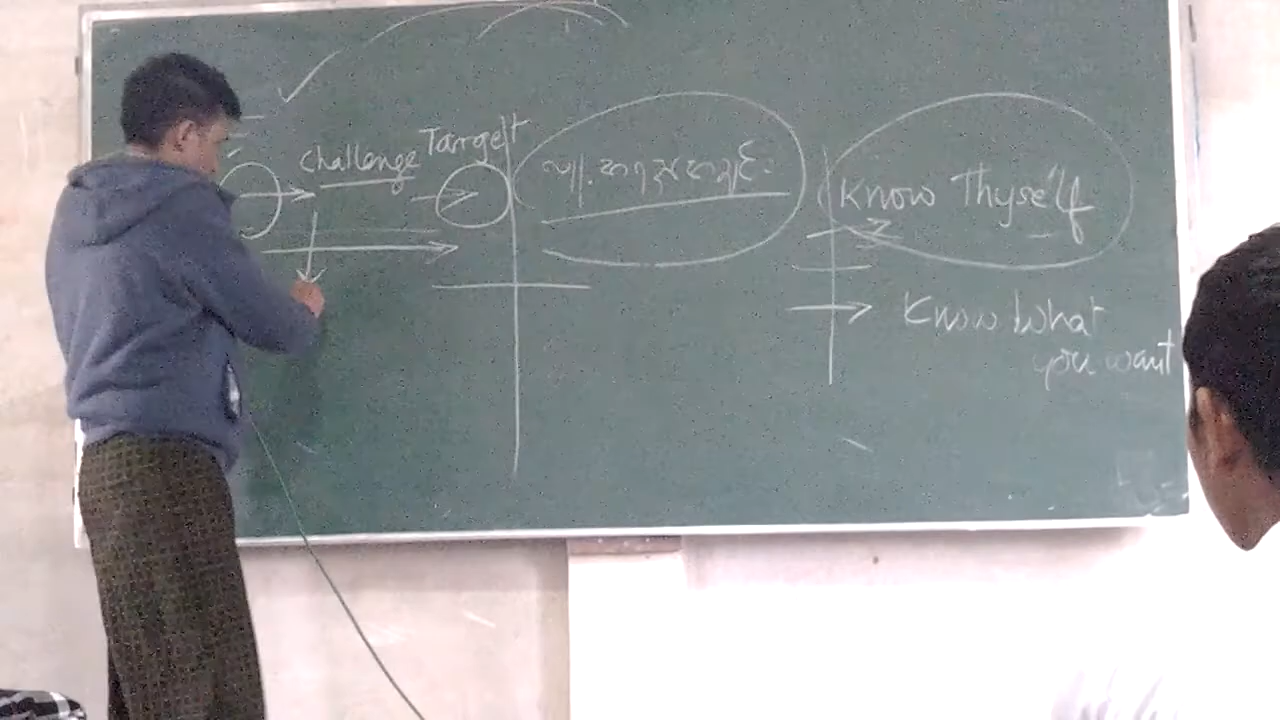 Challenge Target
Know Thyself
Know What
you want